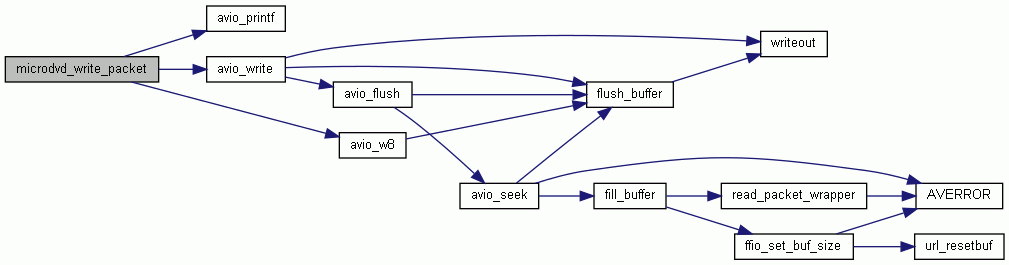 avio_printf
writeout
microdvd_write_packet
avio_write
avio_flush
flush_buffer
avio_w8
avio_seek
fill_buffer
read_packet_wrapper
AVERROR
ffio_set_buf_size
url_resetbuf